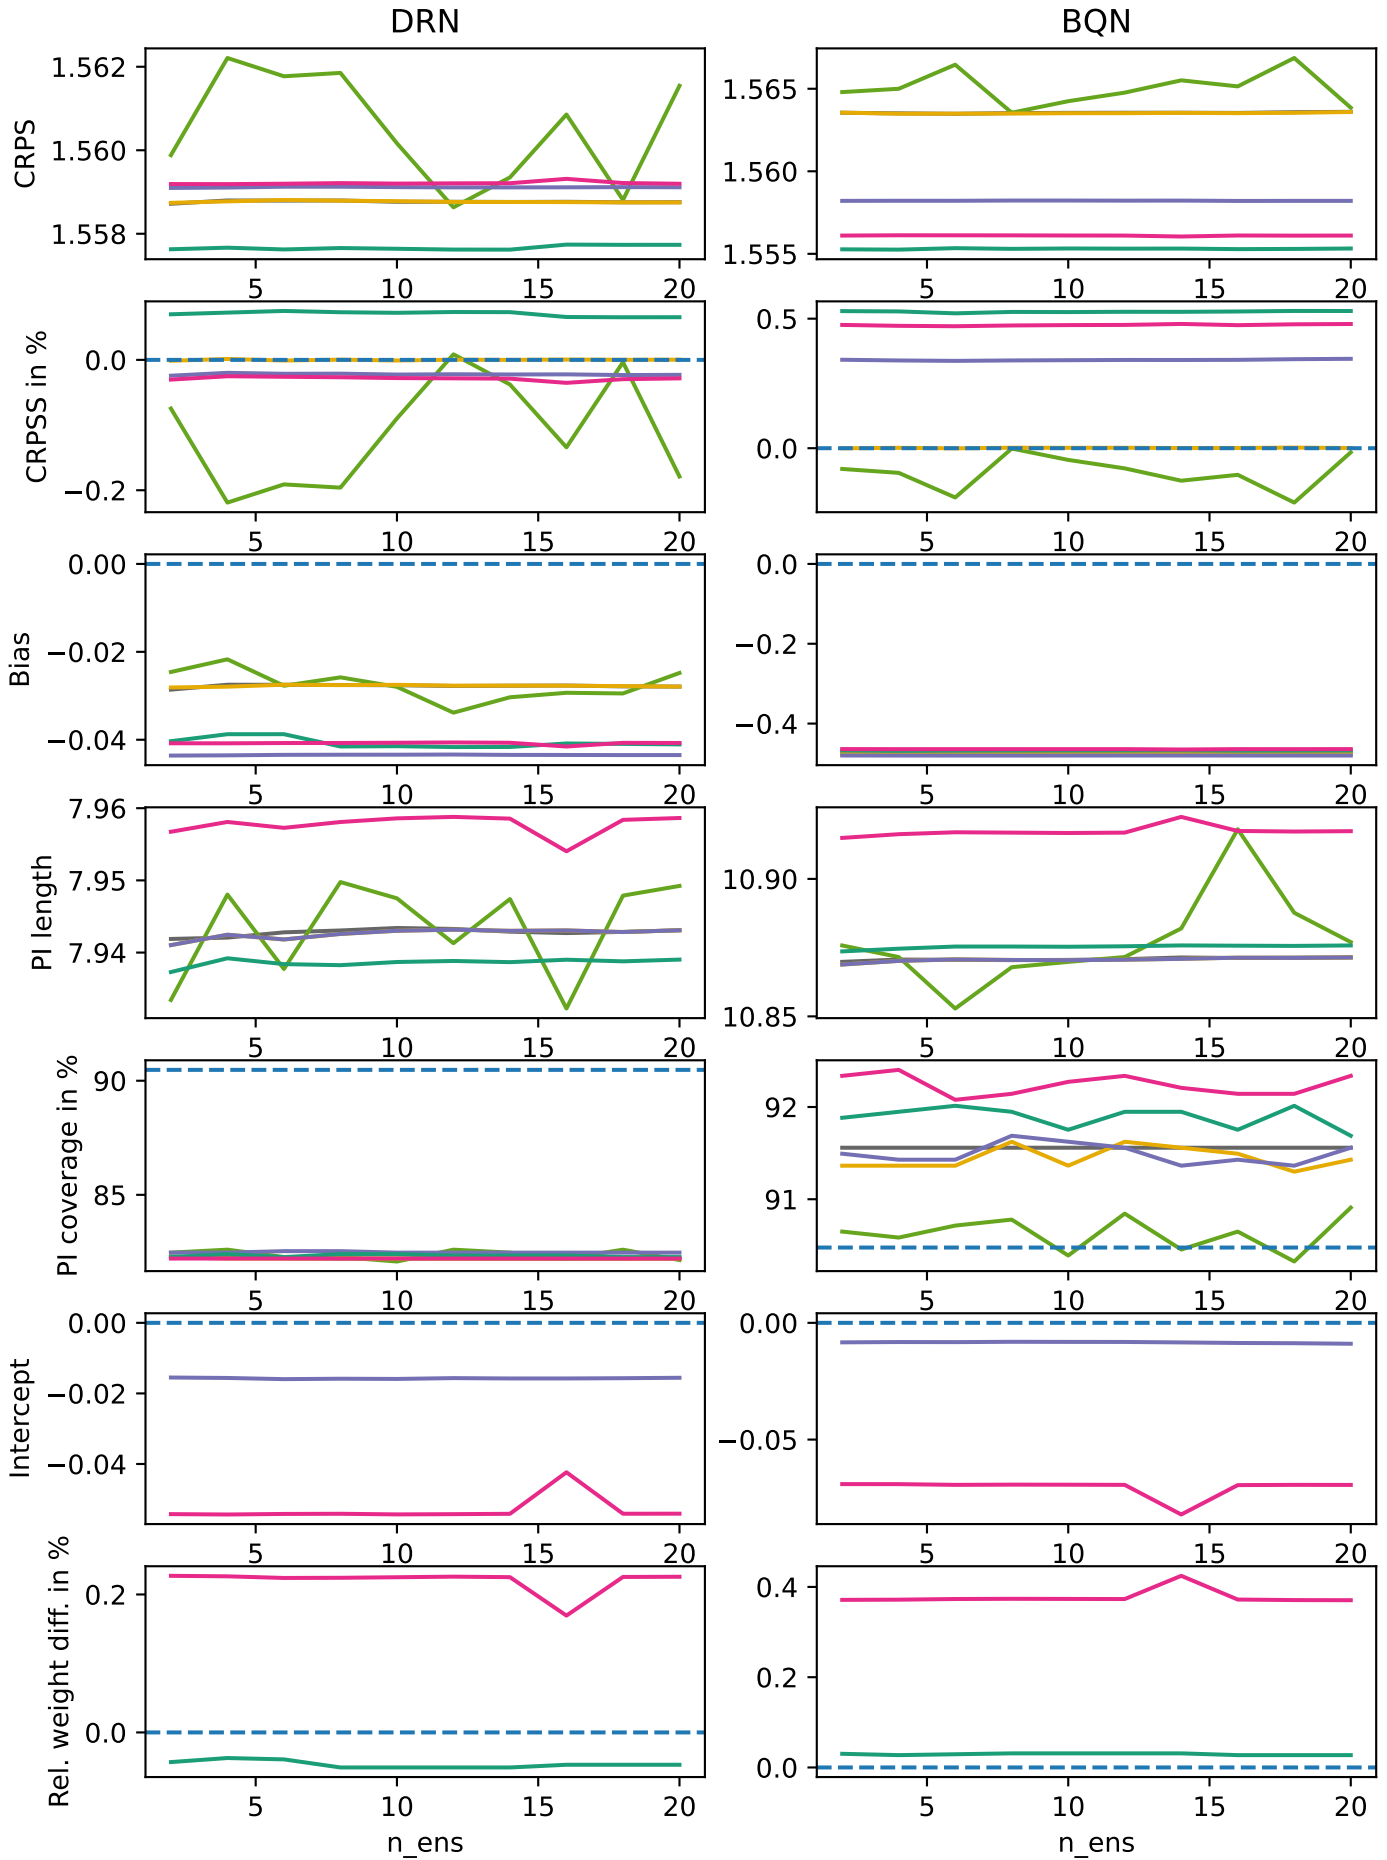 DRN BQN
CRPS
1.562
1.560
1.558
5 10 15 20
1.565
1.560
1.555
5 10 15 20
CRPSS in %
0.0
−0.2
5 10 15 20
0.5
0.0
5 10 15 20
Bias
0.00
−0.02
−0.04
5 10 15 20
0.0
−0.2
−0.4
5 10 15 20
PI length
7.96
7.95
7.94
5 10 15 20
10.90
10.85
5 10 15 20
PI coverage in %
90
85
5 10 15 20
92
91
5 10 15 20
Intercept
0.00
−0.02
−0.04
5 10 15 20
0.00
−0.05
5 10 15 20
Rel. weight diff. in %
0.2
0.0
5 10 15 20
n_ens
0.4
0.2
0.0
5 10 15 20
n_ens